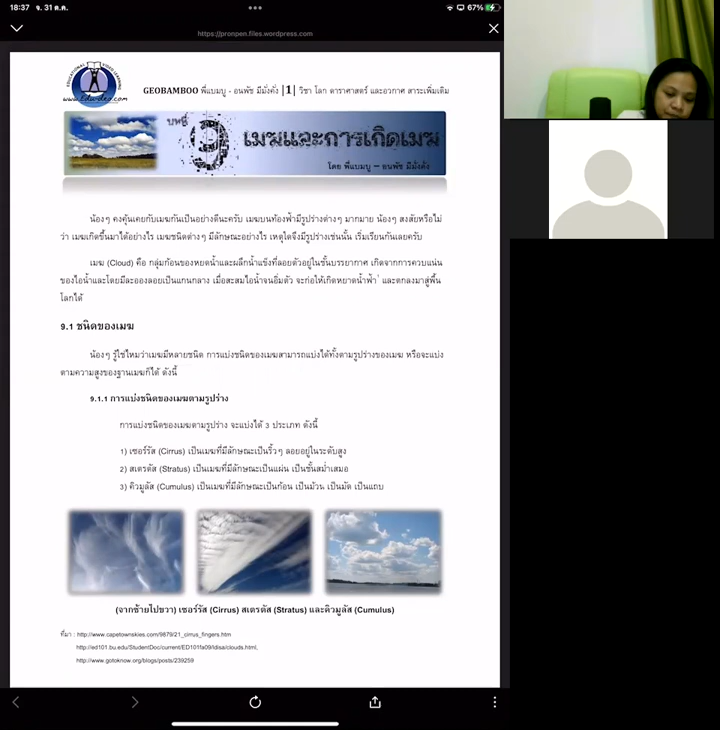 18:37 จ. 31 ต.ค.
67%
https://pronpen.files.wordpress.com
EDUCATIONAL VIDEO LEARNING
GEOBAMBOO พี่แบมบู - อนพัช มีมั่งคั่ง |1| วิชา โลก ดาราศาสตร์ และอวกาศ สาระเพิ่มเติม
บทที่ 9 เมฆและการเกิดเมฆ
โดย พี่แบมบู – อนพัช มีมั่งคั่ง
น้องๆ คงคุ้นเคยกับเมฆกันเป็นอย่างดีนะครับ เมฆบนท้องฟ้ามีรูปร่างต่างๆ มากมาย น้องๆ สงสัยหรือไม่
ว่า เมฆเกิดขึ้นมาได้อย่างไร เมฆชนิดต่างๆ มีลักษณะอย่างไร เหตุใดจึงมีรูปร่างเช่นนั้น เริ่มเรียนกันเลยครับ
เมฆ (Cloud) คือ กลุ่มก้อนของหยดน้ำและผลึกน้ำแข็งที่ลอยตัวอยู่ในชั้นบรรยากาศ เกิดจากการควบแน่น
ของไอน้ำและโดยมีละอองลอยเป็นแกนกลาง เมื่อสะสมไอน้ำจนอิ่มตัว จะก่อให้เกิดหยาดน้ำฟ้า และตกลงมาสู่พื้น
โลกได้
9.1 ชนิดของเมฆ
น้องๆ รู้ใช่ไหมว่าเมฆมีหลายชนิด การแบ่งชนิดของเมฆสามารถแบ่งได้ทั้งตามรูปร่างของเมฆ หรือจะแบ่ง
ตามความสูงของฐานเมฆก็ได้ ดังนี้
9.1.1 การแบ่งชนิดของเมฆตามรูปร่าง
การแบ่งชนิดของเมฆตามรูปร่าง จะแบ่งได้ 3 ประเภท ดังนี้
1) เซอร์รัส (Cirrus) เป็นเมฆที่มีลักษณะเป็นริ้วๆ ลอยอยู่ในระดับสูง
2) สเตรตัส (Stratus) เป็นเมฆที่มีลักษณะเป็นแผ่น เป็นชั้นสม่ำเสมอ
3) คิวมูลัส (Cumulus) เป็นเมฆที่มีลักษณะเป็นก้อน เป็นม้วน เป็นมัด เป็นแถบ
(จากซ้ายไปขวา) เซอร์รัส (Cirrus) สเตรตัส (Stratus) และคิวมูลัส (Cumulus)
ที่มา : http://www.capetownskies.com/9879/21_cirrus_fingers.htm
http://www.gotoknow.org/blogs/posts/239259